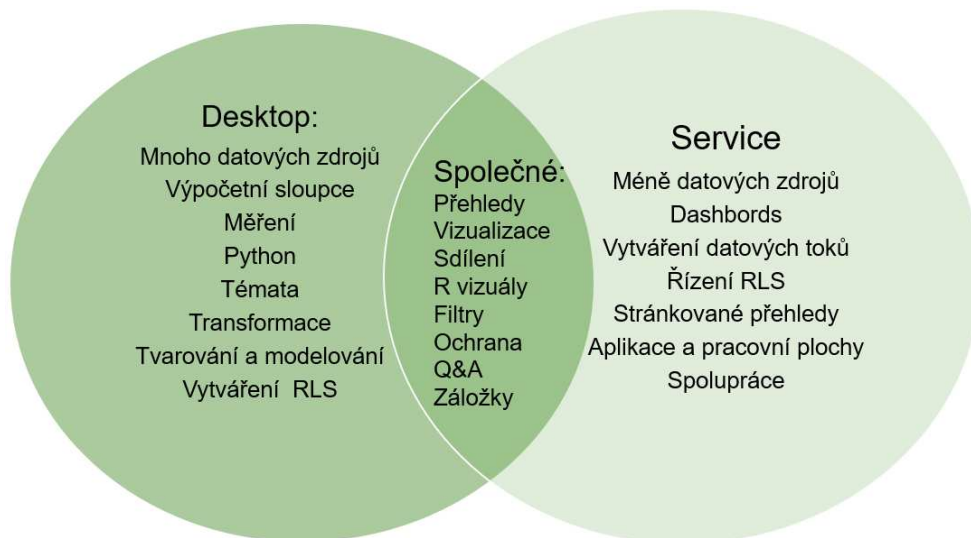 Desktop:
Mnoho datových zdrojů
Výpočetní sloupce
Měření
Python
Témata
Transformace
Tvarování a modelování
Vytváření  RLS
Společné:
Přehledy
Vizualizace
Sdílení
R vizuály
Filtry
Ochrana
Q&A
Záložky
Service
Méně datových zdrojů
Dashbords
Vytváření datových toků
Řízení RLS
Stránkované přehledy
Aplikace a pracovní plochy
Spolupráce